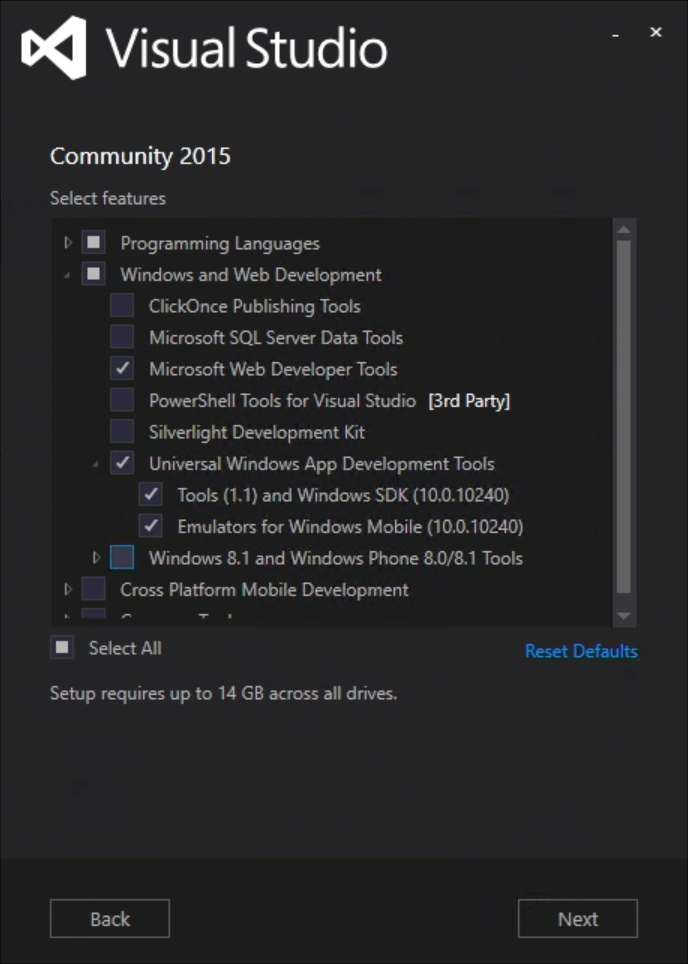 Visual Studio
Community 2015
Select features
Programming Languages
Windows and Web Development
ClickOnce Publishing Tools
Microsoft SQL Server Data Tools
Microsoft Web Developer Tools
PowerShell Tools for Visual Studio [3rd Party]
Silverlight Development Kit
Universal Windows App Development Tools
Tools (1.1) and Windows SDK (10.0.10240)
Emulators for Windows Mobile (10.0.10240)
Windows 8.1 and Windows Phone 8.0/8.1 Tools
Cross Platform Mobile Development
Select All
Reset Defaults
Setup requires up to 14 GB across all drives.
Back
Next